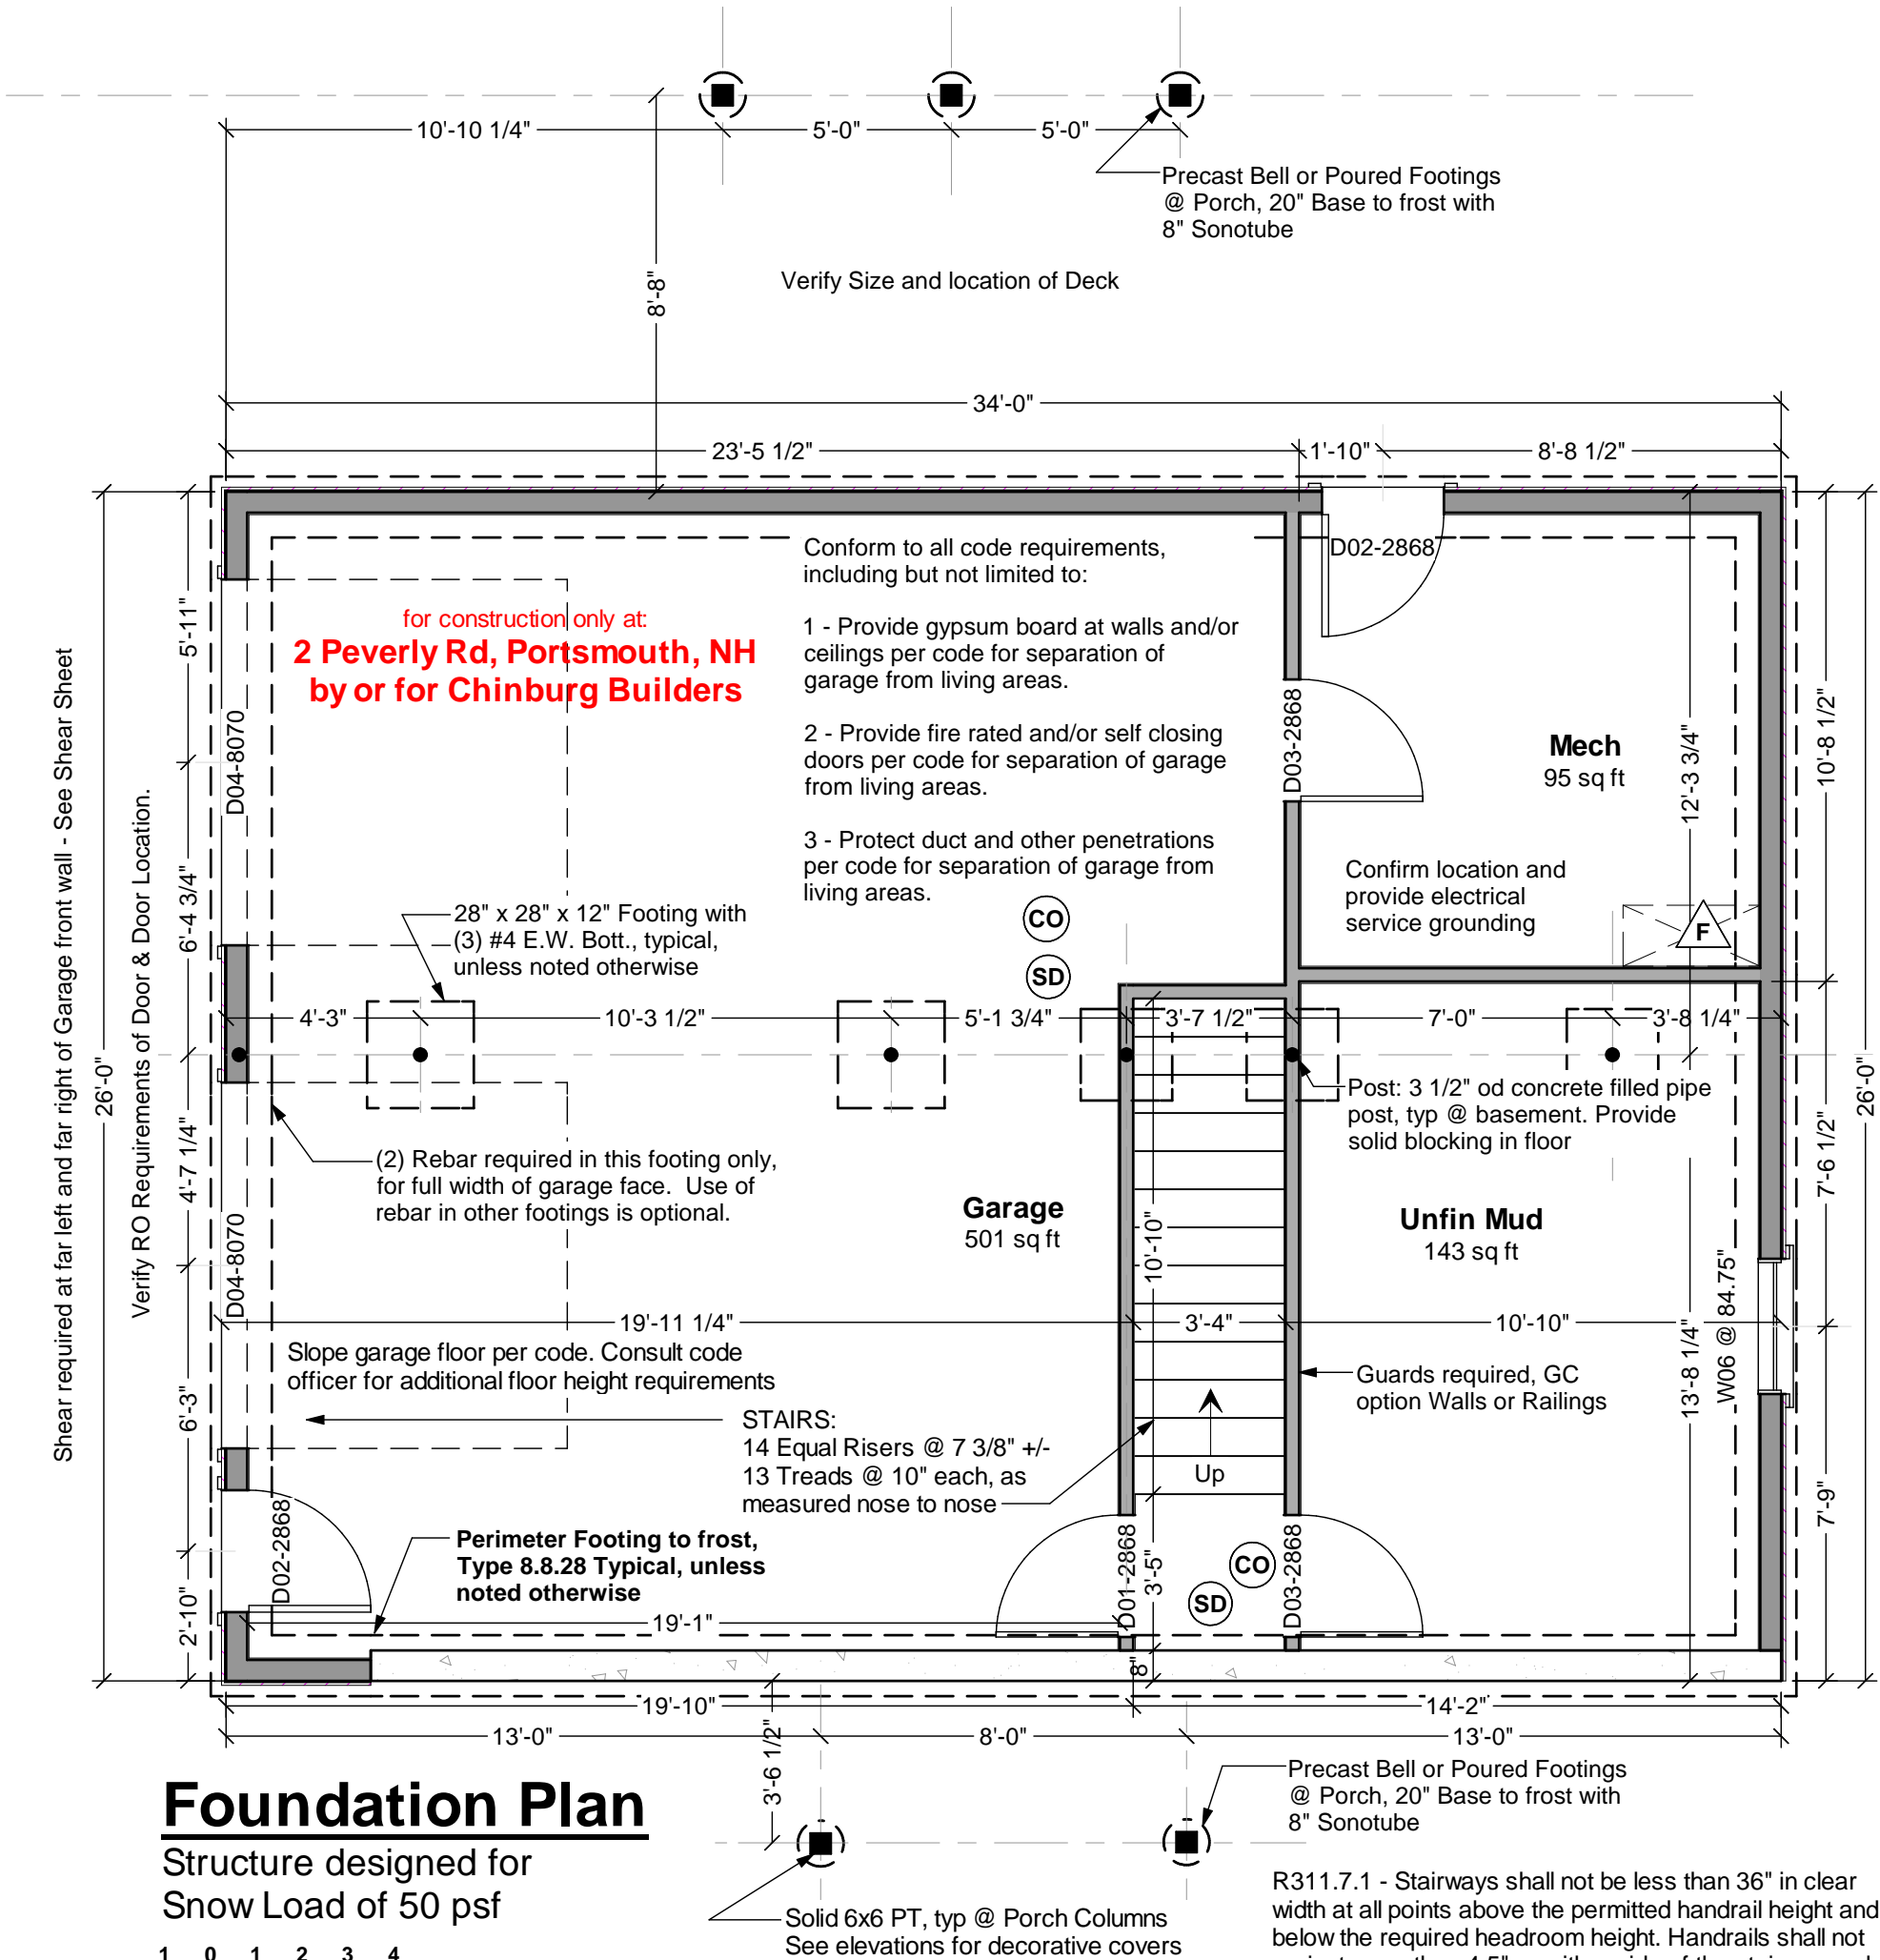 10'-10 1/4"
5'-0"
5'-0"
Precast Bell or Poured Footings
@ Porch, 20" Base to frost with
8" Sonotube
8'-8"
Verify Size and location of Deck
34'-0"
23'-5 1/2"
1'-10"
8'-8 1/2"
Shear required at far left and far right of Garage front wall - See Shear Sheet
26'-0"
Verify RO Requirements of Door & Door Location.
5'-11"
6'-4 3/4"
4'-7 1/4"
6'-3"
2'-10"
D04-8070
D04-8070
D02-2868
for construction only at:
2 Peverly Rd, Portsmouth, NH
by or for Chinburg Builders
Conform to all code requirements,
including but not limited to:
1 - Provide gypsum board at walls and/or
ceilings per code for separation of
garage from living areas.
2 - Provide fire rated and/or self closing
doors per code for separation of garage
from living areas.
3 - Protect duct and other penetrations
per code for separation of garage from
living areas.
D02-2868
D03-2868
Mech
95 sq ft
12'-3 3/4"
10'-8 1/2"
Confirm location and
provide electrical
service grounding
F
CO
SD
28" x 28" x 12" Footing with
(3) #4 E.W. Bott., typical,
unless noted otherwise
4'-3"
10'-3 1/2"
5'-1 3/4"
3'-7 1/2"
7'-0"
3'-8 1/4"
Post: 3 1/2" od concrete filled pipe
post, typ @ basement. Provide
solid blocking in floor
26'-0"
7'-6 1/2"
(2) Rebar required in this footing only,
for full width of garage face.  Use of
rebar in other footings is optional.
Garage
501 sq ft
10'-10"
Unfin Mud
143 sq ft
W06 @ 84.75"
13'-8 1/4"
7'-9"
19'-11 1/4"
3'-4"
10'-10"
Slope garage floor per code. Consult code
officer for additional floor height requirements
Guards required, GC
option Walls or Railings
STAIRS:
14 Equal Risers @ 7 3/8" +/-
13 Treads @ 10" each, as
measured nose to nose
Up
Perimeter Footing to frost,
Type 8.8.28 Typical, unless
noted otherwise
D01-2868
3'-5"
CO
SD
D03-2868
19'-1"
8"
19'-10"
14'-2"
13'-0"
8'-0"
13'-0"
3'-6 1/2"
Precast Bell or Poured Footings
@ Porch, 20" Base to frost with
8" Sonotube
Foundation Plan
Structure designed for
Snow Load of 50 psf
Solid 6x6 PT, typ @ Porch Columns
See elevations for decorative covers
R311.7.1 - Stairways shall not be less than 36" in clear
width at all points above the permitted handrail height and
below the required headroom height. Handrails shall not
1 0 1 2 3 4